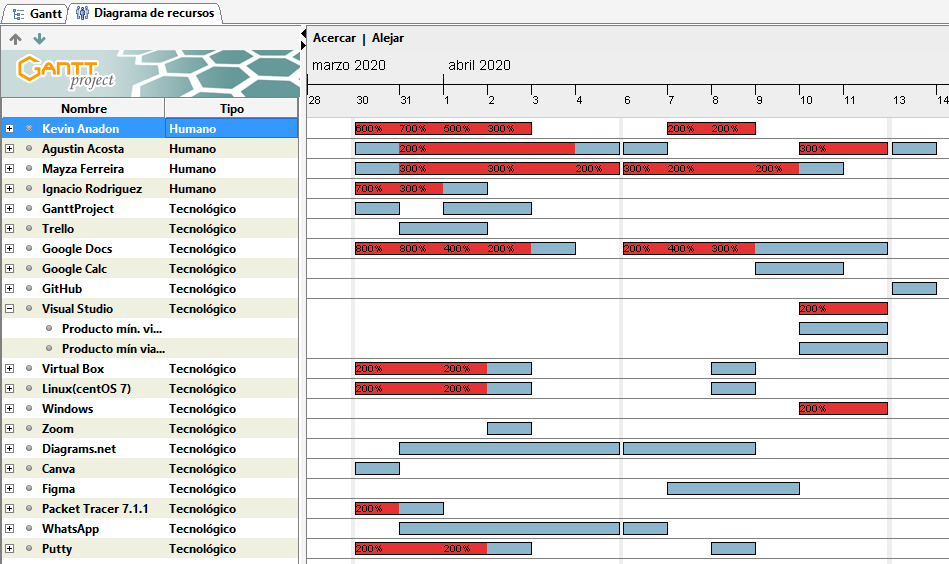 Gantt Diagrama de recursos
Acercar | Alejar
GANTT project
marzo 2020 abril 2020
Nombre Tipo 28 30 31 1 2 3 4 6 7 8 9 10 11 13 14
Kevin Anadon Humano 600% 700% 500% 300% 200% 200%
Agustin Acosta Humano 200% 300%
Mayza Ferreira Humano 300% 300% 200% 300% 200% 200%
Ignacio Rodriguez Humano 700% 300%
GanttProject Tecnológico
Trello Tecnológico
Google Docs Tecnológico 800% 800% 400% 200% 200% 400% 300%
Google Calc Tecnológico
GitHub Tecnológico
Visual Studio Tecnológico 200%
Producto mín. vi...
Producto mín via...
Virtual Box Tecnológico 200% 200%
Linux(centOS 7) Tecnológico 200% 200%
Windows Tecnológico 200%
Zoom Tecnológico
Diagrams.net Tecnológico
Canva Tecnológico
Figma Tecnológico
Packet Tracer 7.1.1 Tecnológico 200%
WhatsApp Tecnológico
Putty Tecnológico 200% 200%